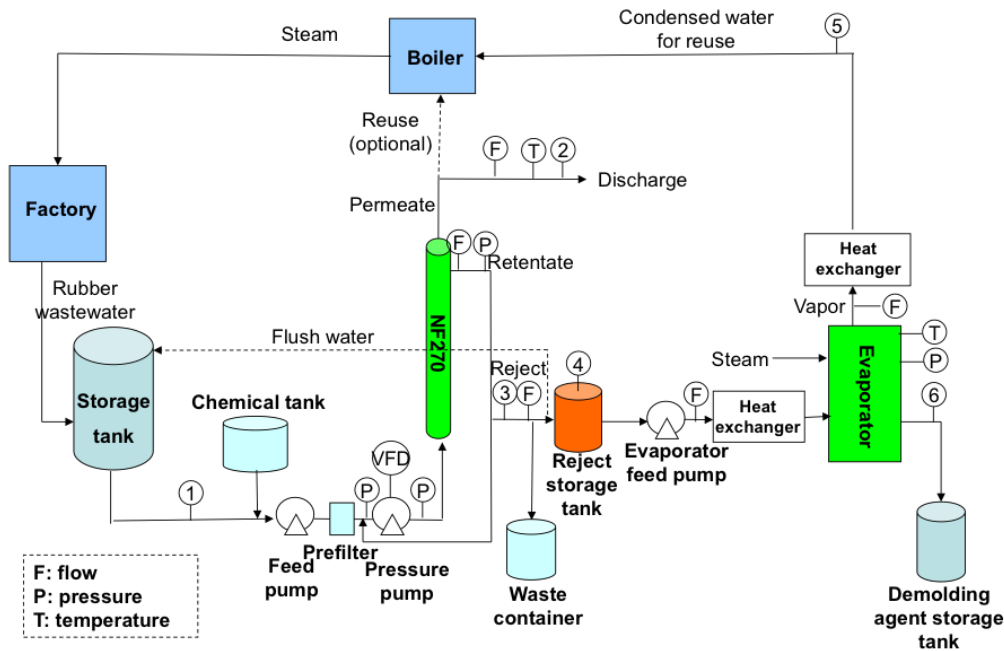 Condensed water
for reuse
5
Steam
Boiler
Reuse
(optional)
F
T
2
Discharge
Permeate
Factory
F
P
Retentate
Heat
exchanger
Vapor
F
Rubber
wastewater
Flush water
NF270
T
P
Steam
Evaporator
Reject
3
F
4
6
Storage
tank
Chemical tank
F
Heat
exchanger
VFD
Reject
storage
tank
Evaporator
feed pump
1
P
P
Prefilter
Feed
pump
Pressure
pump
Waste
container
Demolding
agent storage
tank
F: flow
P: pressure
T: temperature